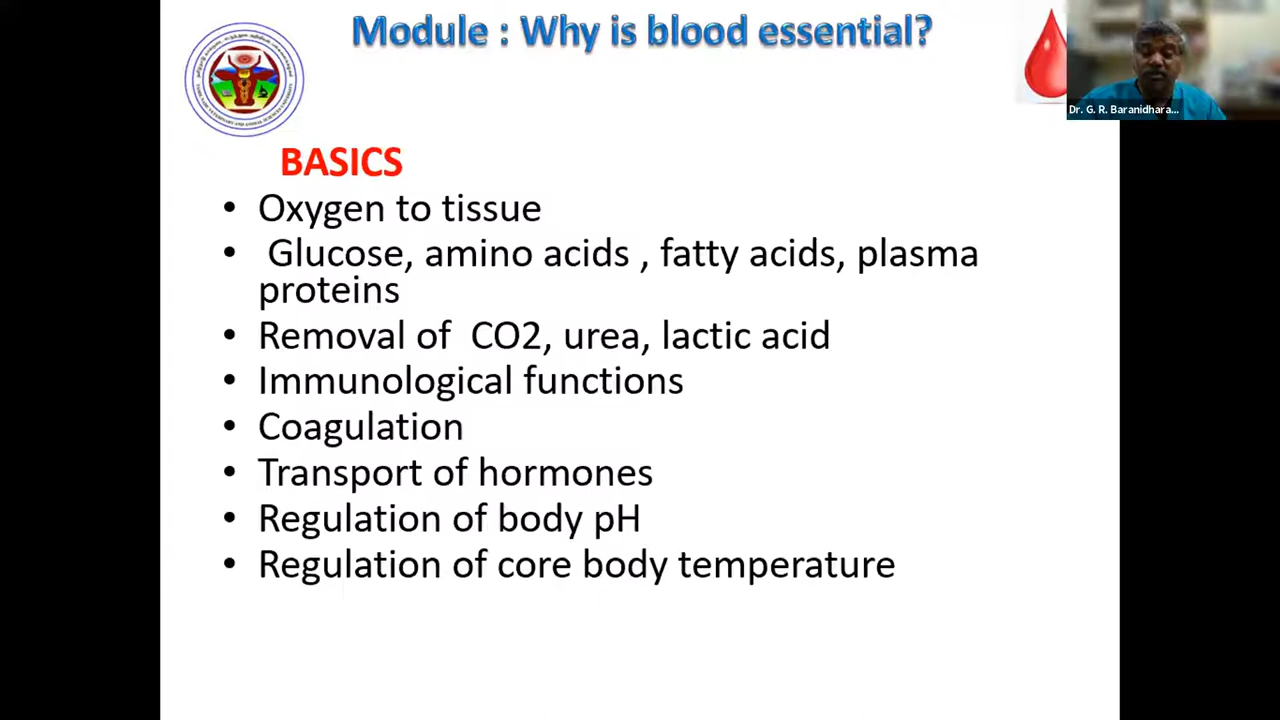 Module : Why is blood essential?
Dr. G. R. Baranidhara...
BASICS
• Oxygen to tissue
• Glucose, amino acids , fatty acids, plasma
proteins
• Removal of CO2, urea, lactic acid
• Immunological functions
• Coagulation
• Transport of hormones
• Regulation of body pH
• Regulation of core body temperature